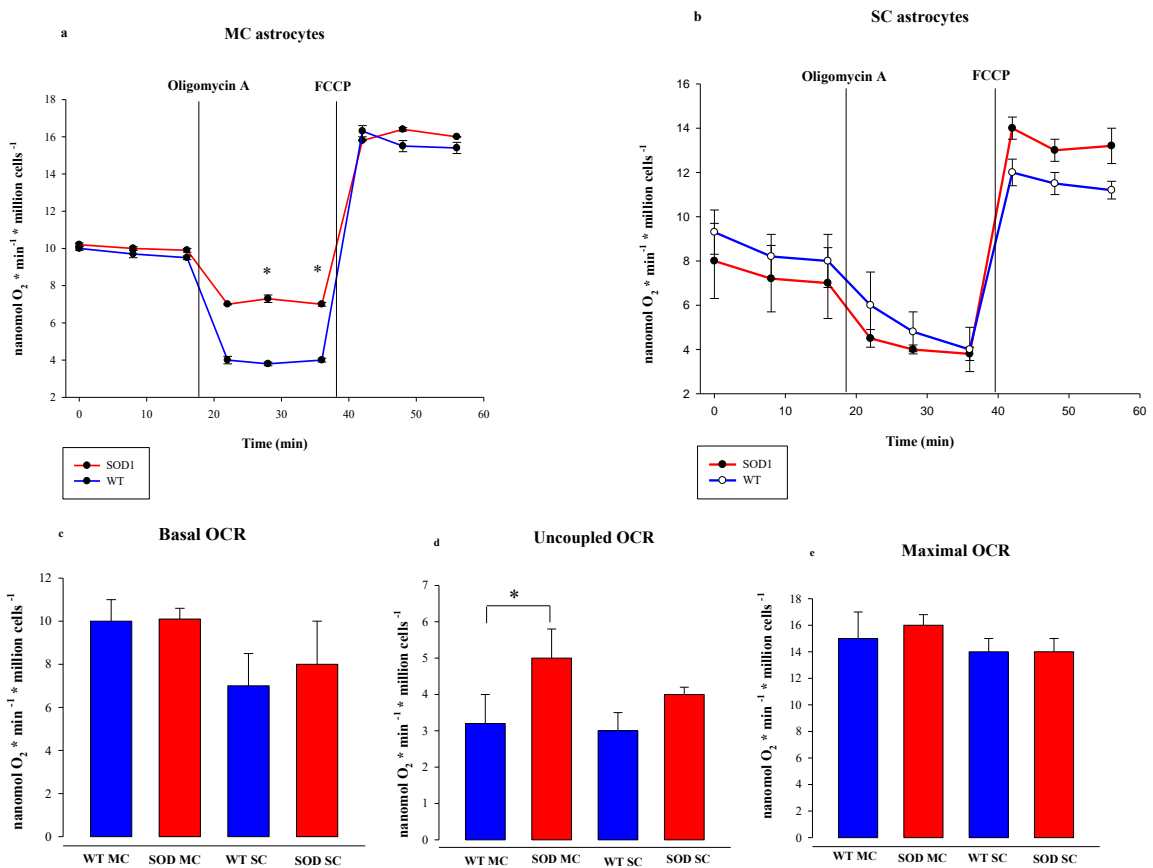 a
MC astrocytes
Oligomycin A
FCCP
nanomol O₂ * min⁻¹ * million cells⁻¹
18
16
14
12
10
8
6
4
2
*
*
0
10
20
30
40
50
60
Time (min)
SOD1
WT
b
SC astrocytes
Oligomycin A
FCCP
nanomol O₂ * min⁻¹ * million cells⁻¹
16
14
12
10
8
6
4
2
0
10
20
30
40
50
60
Time (min)
SOD1
WT
c
Basal OCR
nanomol O₂ * min⁻¹ * million cells ⁻¹
12
10
8
6
4
2
0
WT MC
SOD MC
WT SC
SOD SC
d
Uncoupled OCR
nanomol O₂ * min⁻¹ * million cells ⁻¹
7
6
5
4
3
2
1
0
*
WT MC
SOD MC
WT SC
SOD SC
e
Maximal OCR
nanomol O₂ * min⁻¹ * million cells ⁻¹
18
16
14
12
10
8
6
4
2
0
WT MC
SOD MC
WT SC
SOD SC